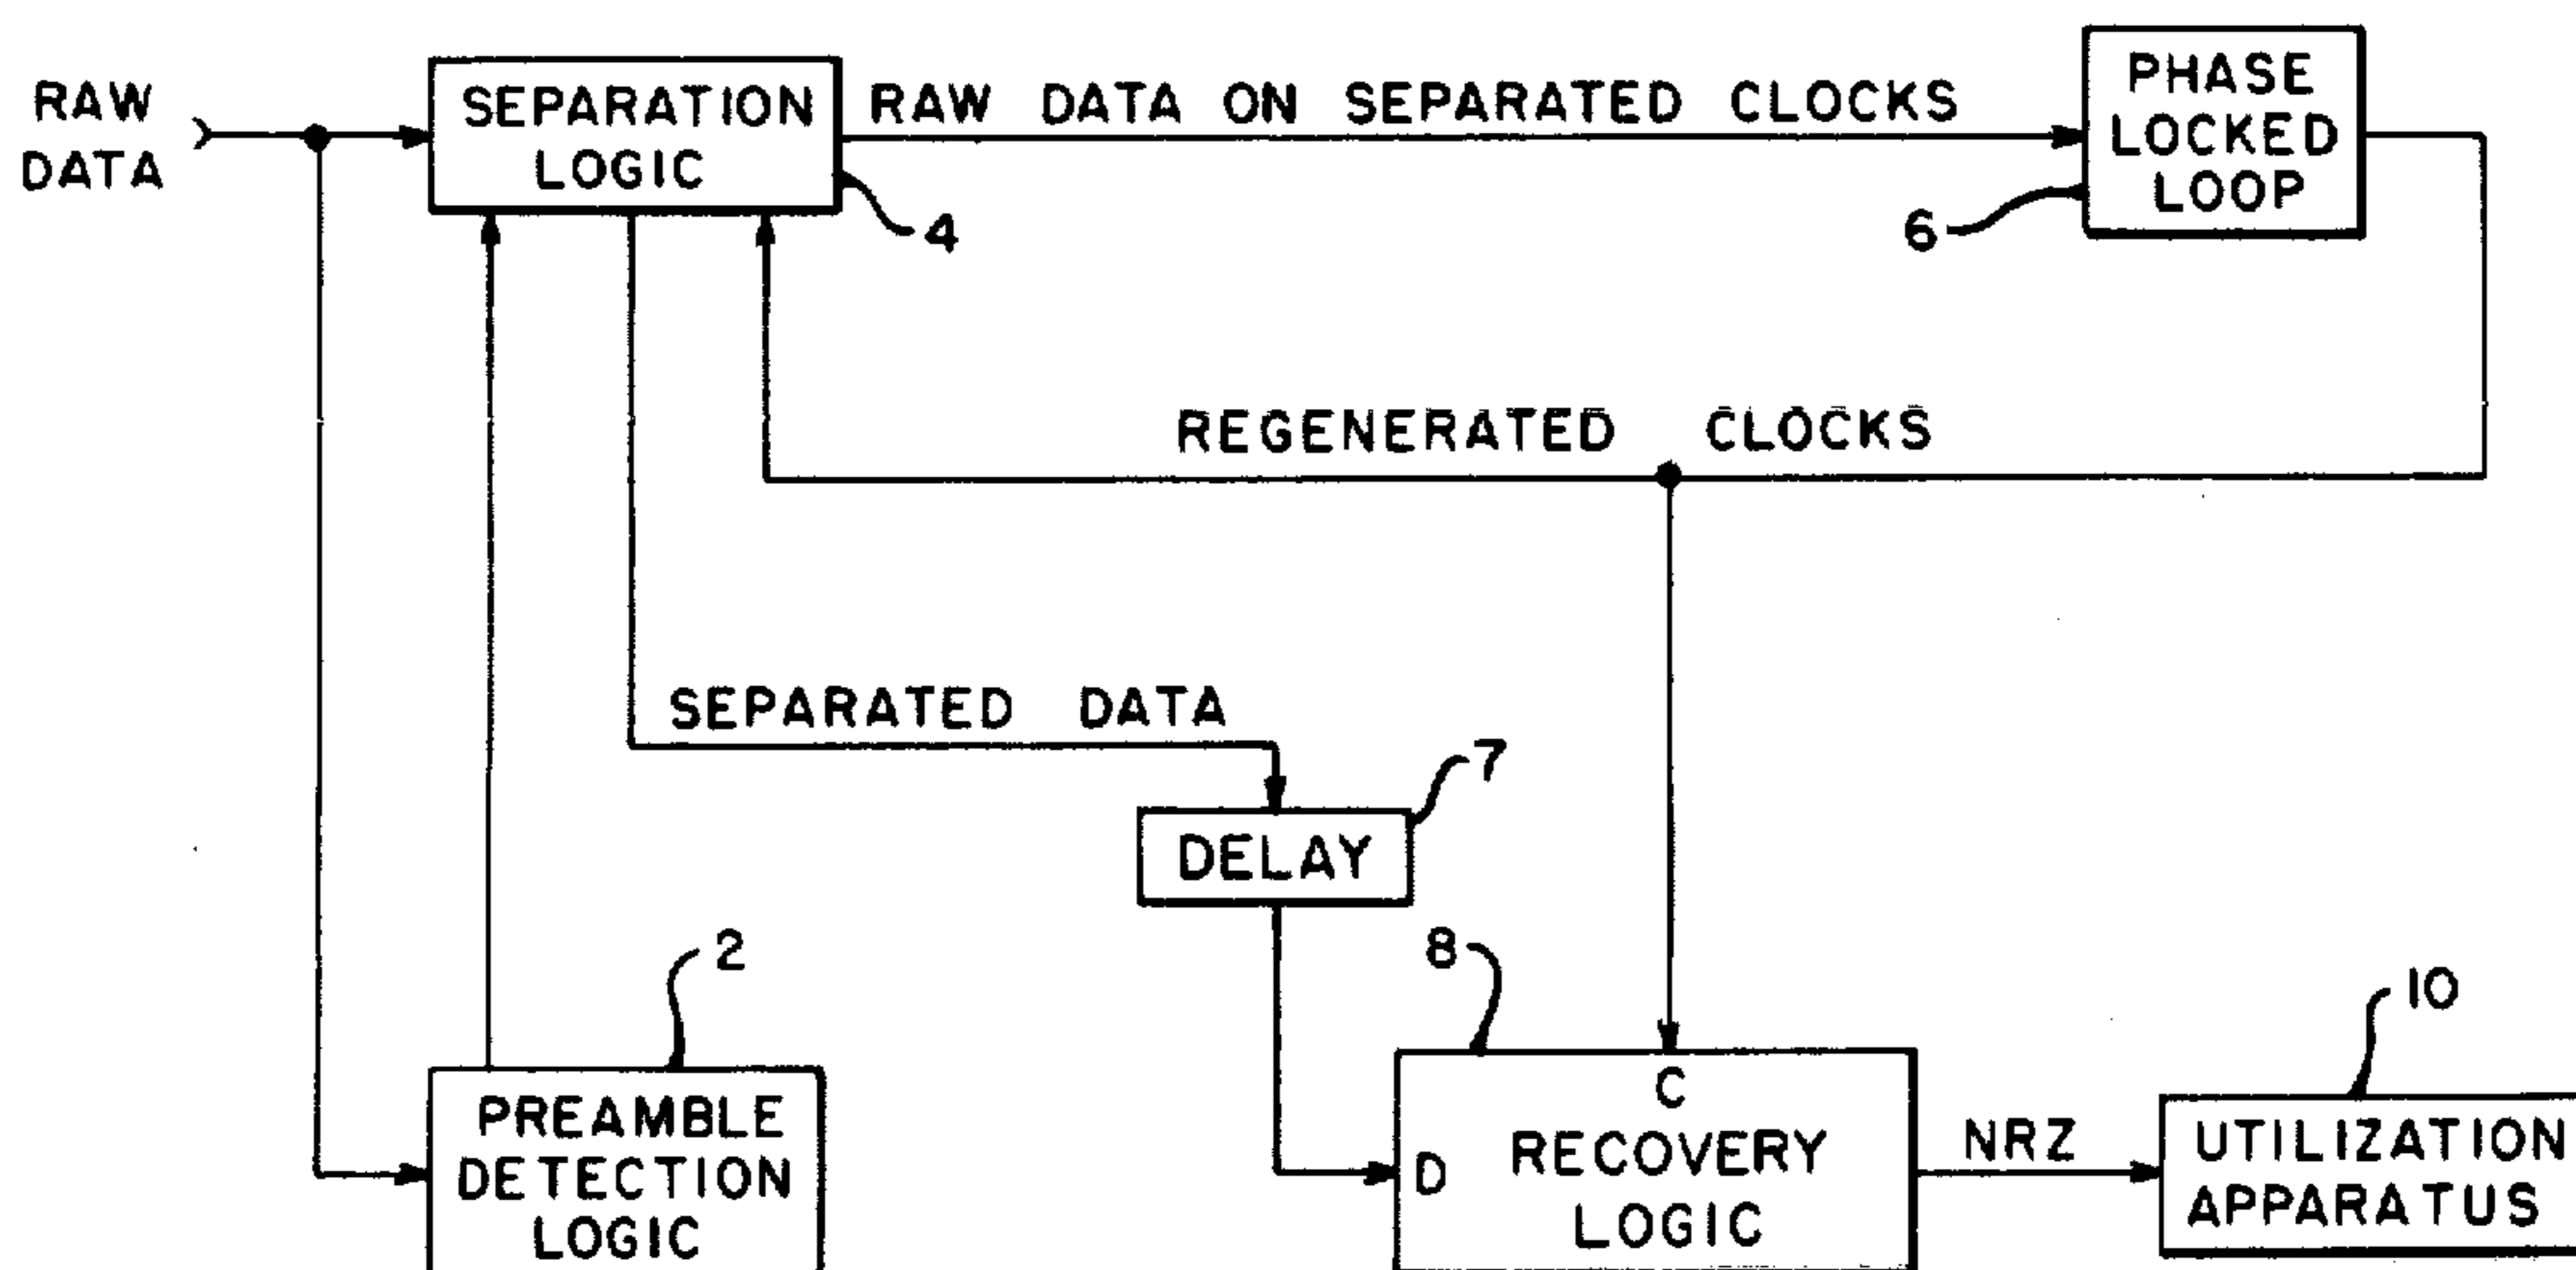 RAW
DATA
SEPARATION
LOGIC
4
RAW DATA ON SEPARATED CLOCKS
PHASE
LOCKED
LOOP
6
REGENERATED CLOCKS
SEPARATED DATA
7
DELAY
2
PREAMBLE
DETECTION
LOGIC
8
C
D
RECOVERY
LOGIC
NRZ
10
UTILIZATION
APPARATUS